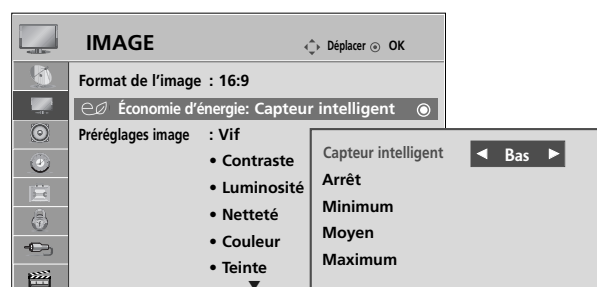 IMAGE
Déplacer OK
Format de l'image : 16:9
Économie d'énergie: Capteur intelligent
Préréglages image : Vif
• Contraste
• Luminosité
• Netteté
• Couleur
• Teinte
Capteur intelligent ◄ Bas ►
Arrêt
Minimum
Moyen
Maximum